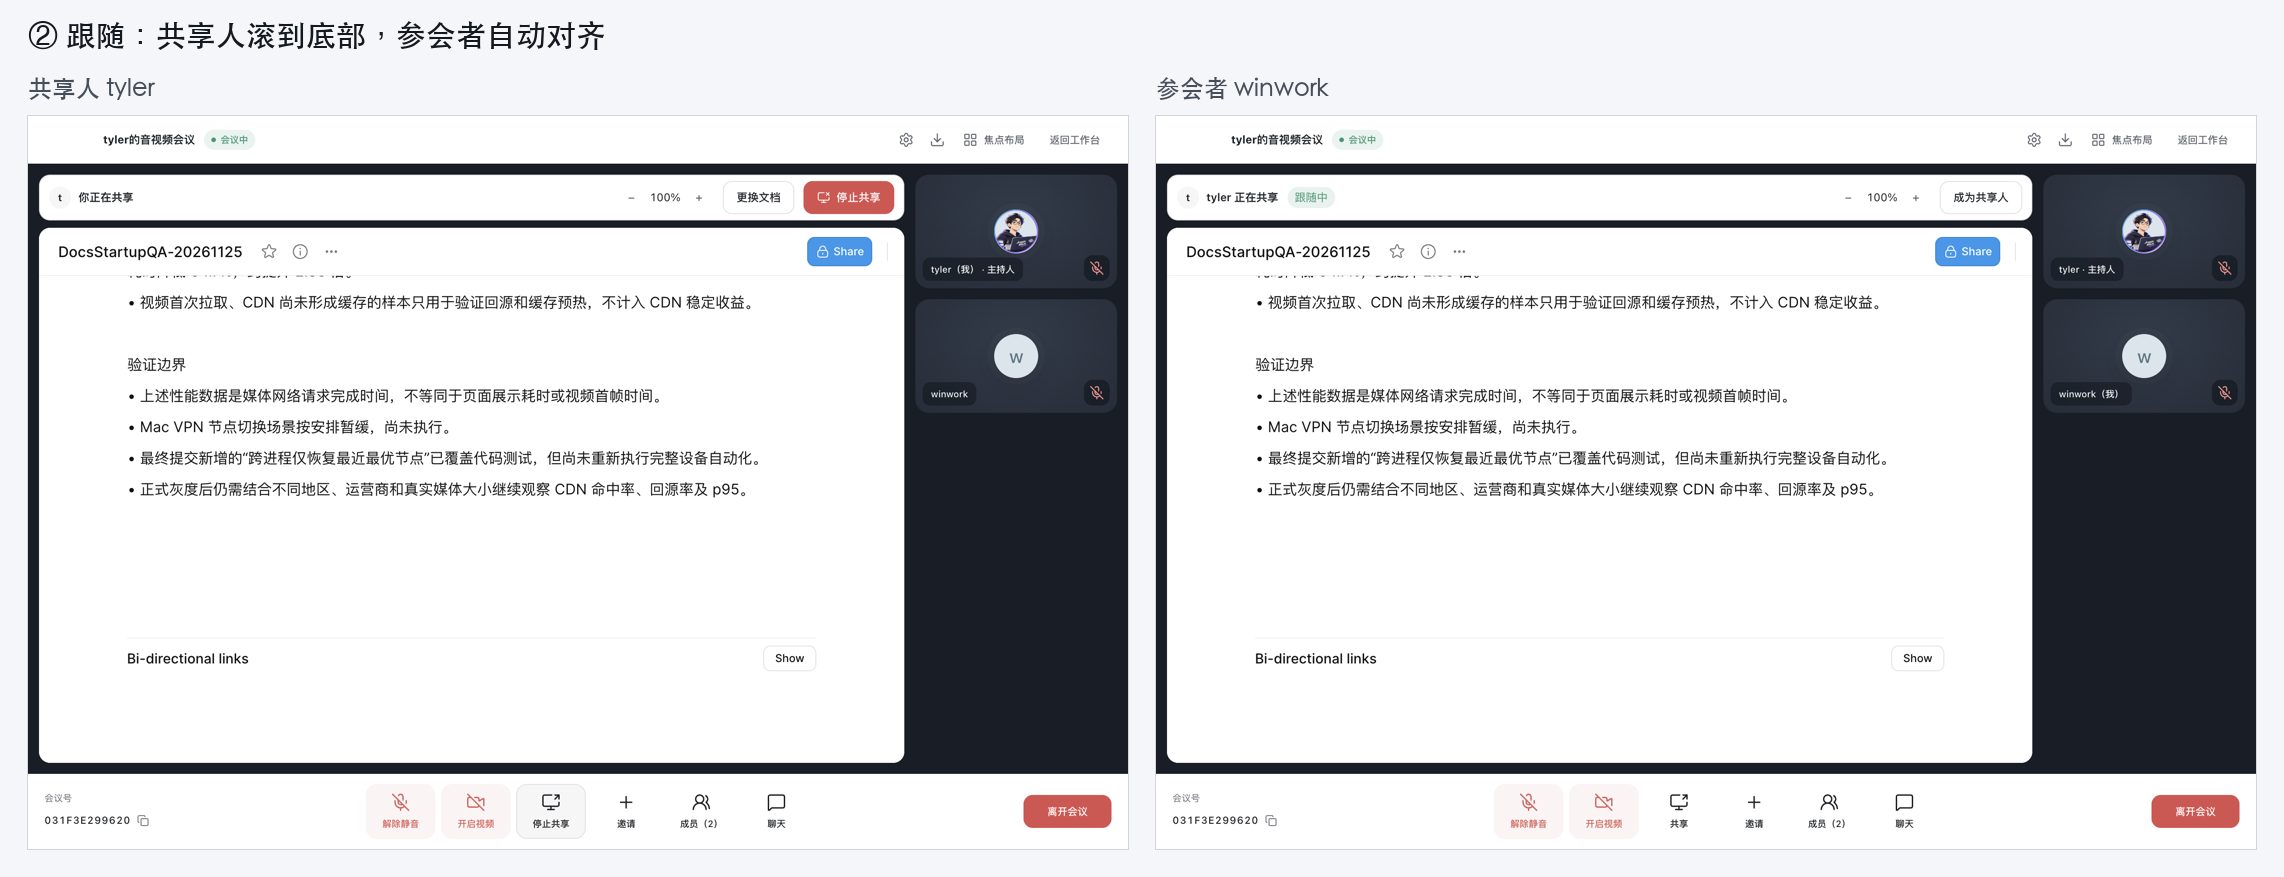 ② 跟随：共享人滚到底部，参会者自动对齐
共享人 tyler
tyler的音视频会议
会议中
焦点布局
返回工作台
t
你正在共享
− 100% +
更换文档
停止共享
DocsStartupQA-20261125
Share
• 视频首次拉取、CDN 尚未形成缓存的样本只用于验证回源和缓存预热，不计入 CDN 稳定收益。
验证边界
• 上述性能数据是媒体网络请求完成时间，不等同于页面展示耗时或视频首帧时间。
• Mac VPN 节点切换场景按安排暂缓，尚未执行。
• 最终提交新增的“跨进程仅恢复最近最优节点”已覆盖代码测试，但尚未重新执行完整设备自动化。
• 正式灰度后仍需结合不同地区、运营商和真实媒体大小继续观察 CDN 命中率、回源率及 p95。
Bi-directional links
Show
tyler（我）· 主持人
W
winwork
会议号
031F3E299620
解除静音
开启视频
停止共享
邀请
成员（2）
聊天
离开会议
参会者 winwork
tyler的音视频会议
会议中
焦点布局
返回工作台
t
tyler 正在共享
跟随中
− 100% +
成为共享人
DocsStartupQA-20261125
Share
• 视频首次拉取、CDN 尚未形成缓存的样本只用于验证回源和缓存预热，不计入 CDN 稳定收益。
验证边界
• 上述性能数据是媒体网络请求完成时间，不等同于页面展示耗时或视频首帧时间。
• Mac VPN 节点切换场景按安排暂缓，尚未执行。
• 最终提交新增的“跨进程仅恢复最近最优节点”已覆盖代码测试，但尚未重新执行完整设备自动化。
• 正式灰度后仍需结合不同地区、运营商和真实媒体大小继续观察 CDN 命中率、回源率及 p95。
Bi-directional links
Show
tyler · 主持人
W
winwork（我）
会议号
031F3E299620
解除静音
开启视频
共享
邀请
成员（2）
聊天
离开会议